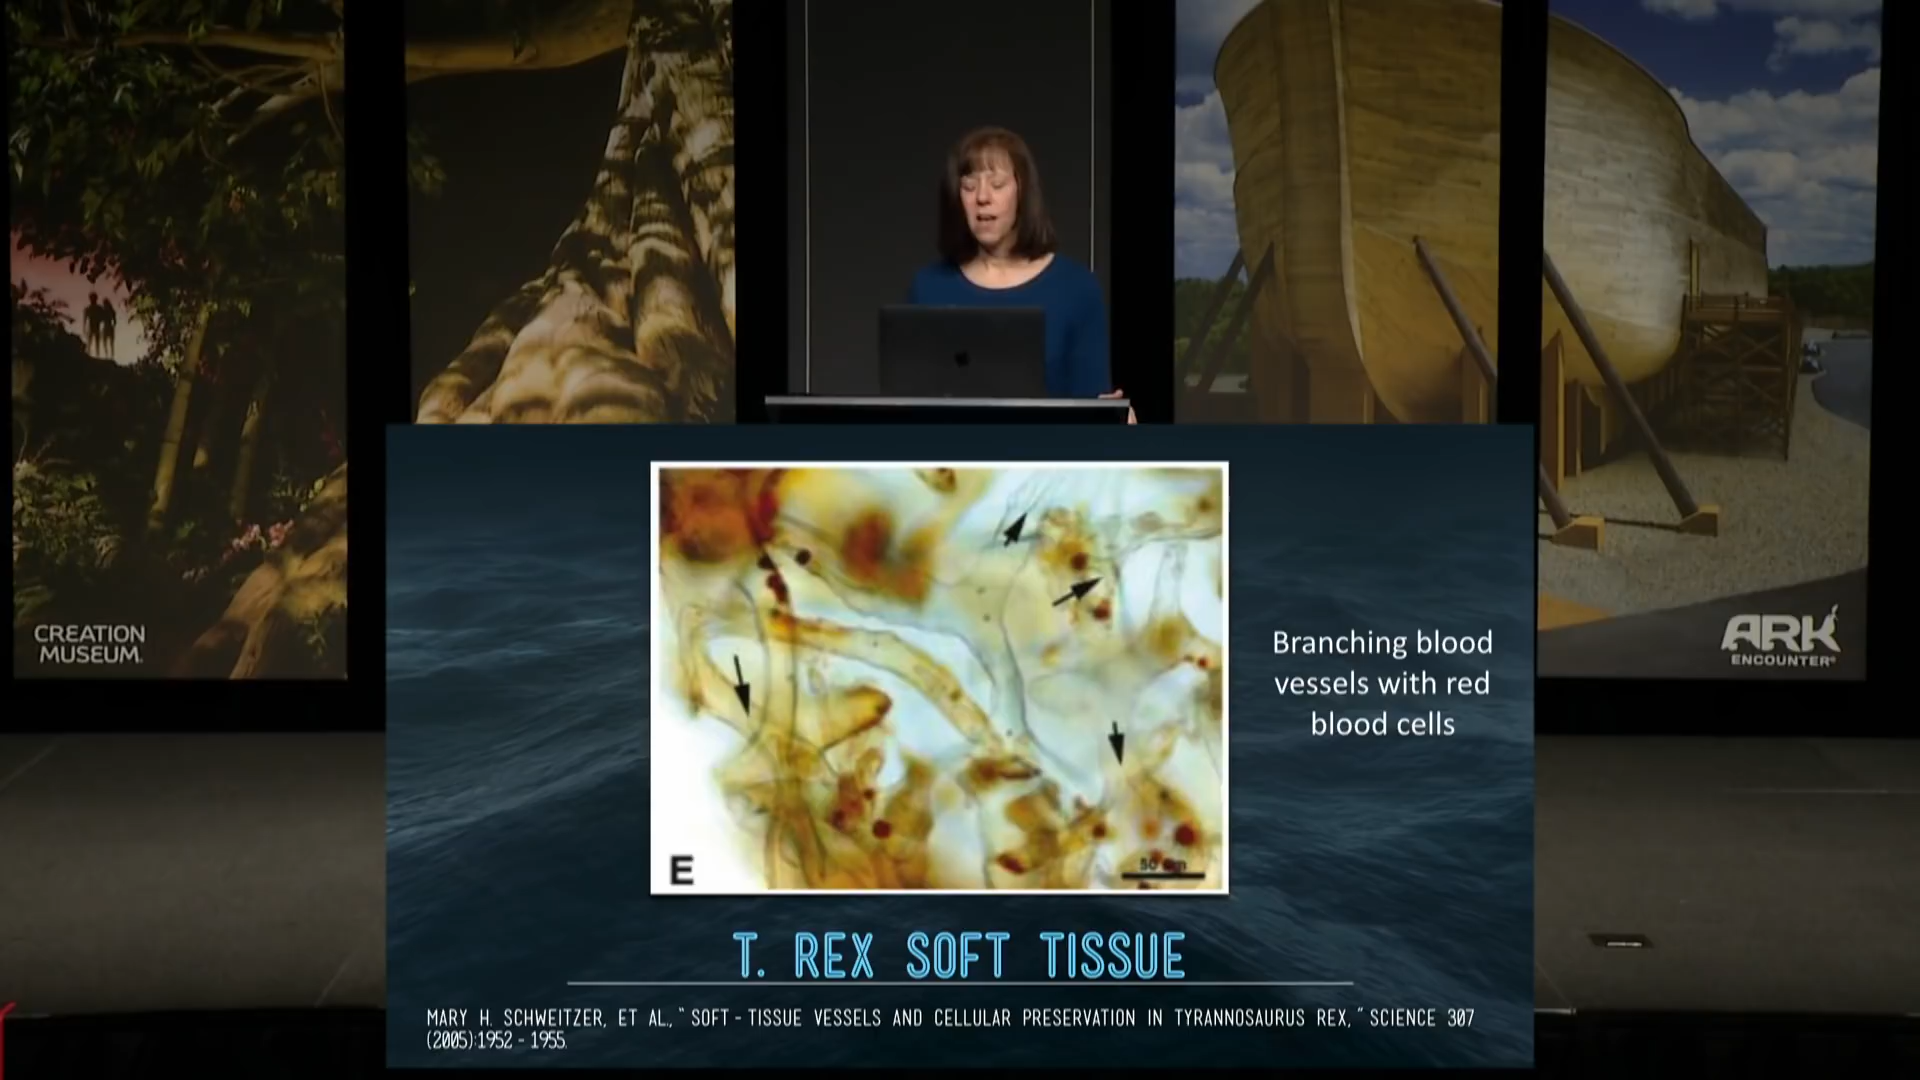 CREATION
MUSEUM.
ARK
ENCOUNTER®
Branching blood
vessels with red
blood cells
E
T. REX SOFT TISSUE
MARY H. SCHWEITZER, ET AL., "SOFT-TISSUE VESSELS AND CELLULAR PRESERVATION IN TYRANNOSAURUS REX," SCIENCE 307
(2005):1952 - 1955.